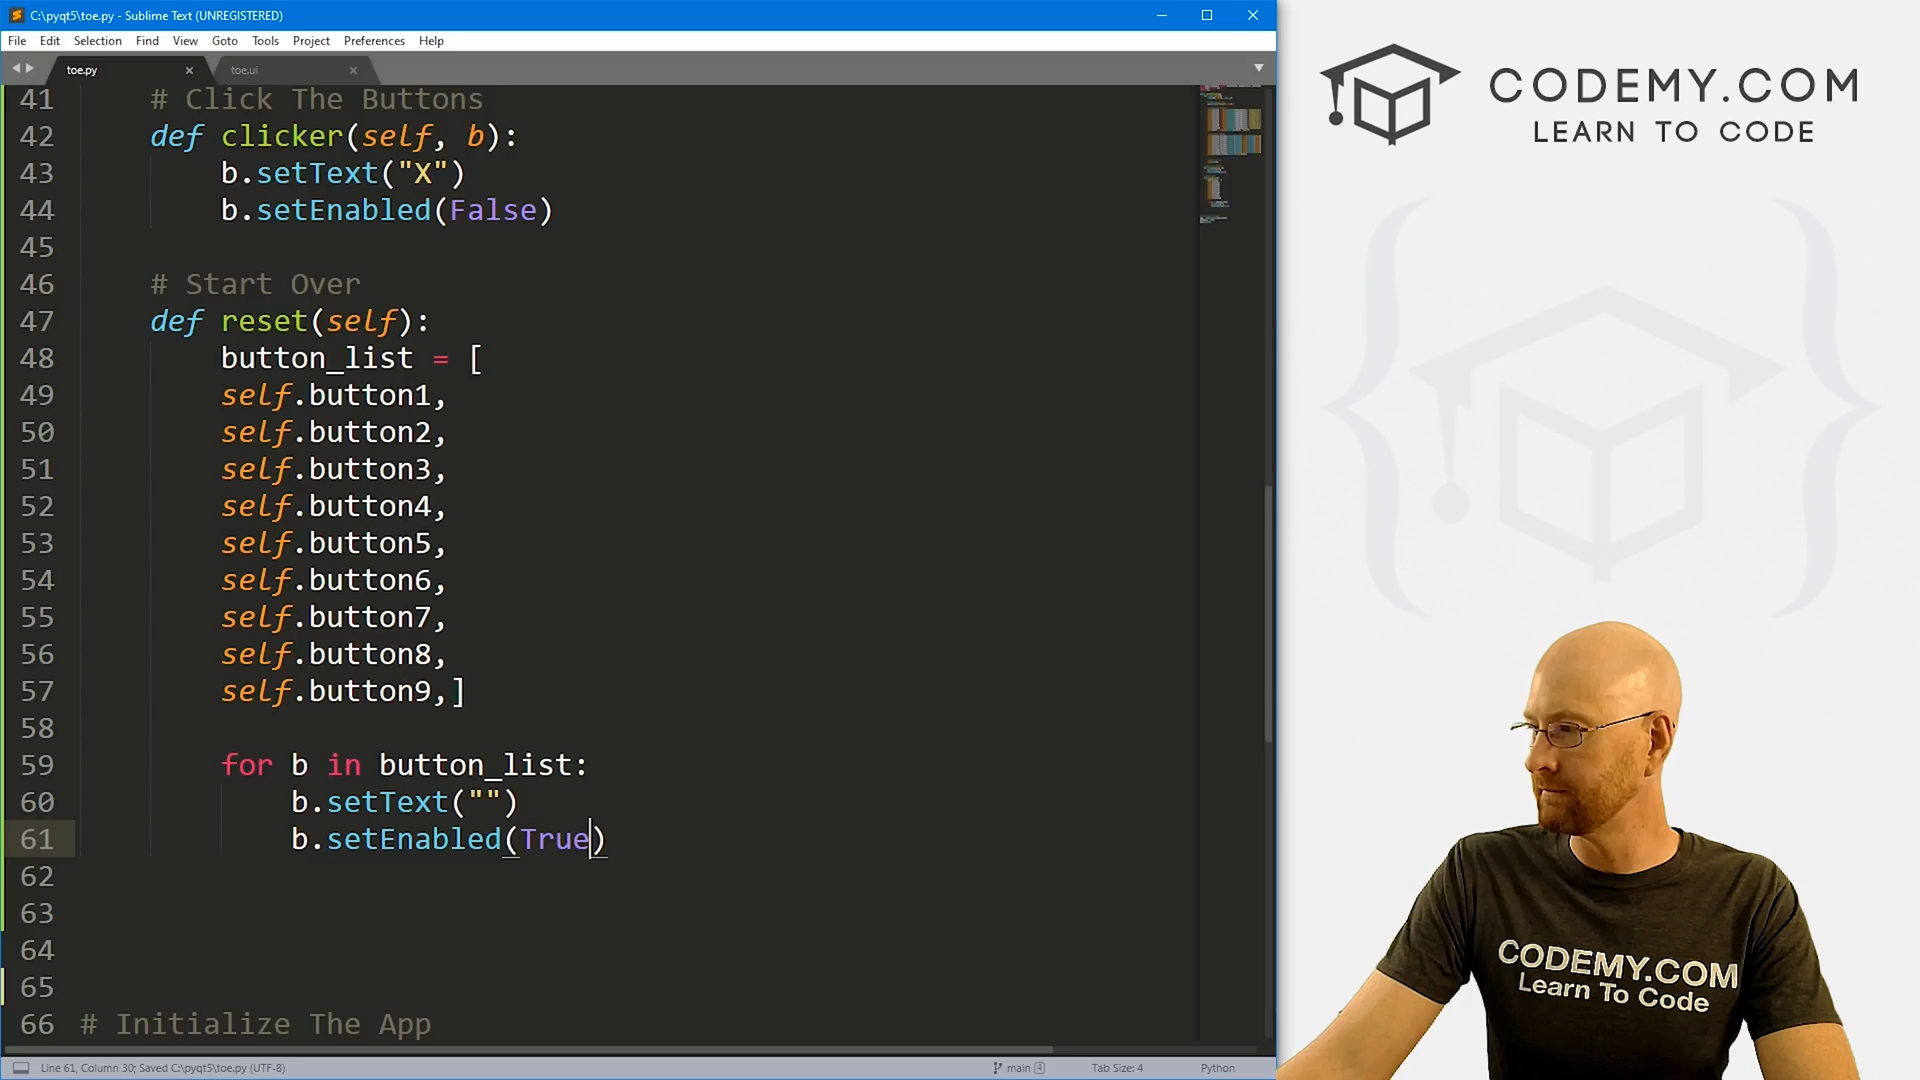 C:\pyqt5\toe.py - Sublime Text (UNREGISTERED)
File Edit Selection Find View Goto Tools Project Preferences Help
toe.py
toe.ui
41 # Click The Buttons
42 def clicker(self, b):
43 b.setText("X")
44 b.setEnabled(False)
45
46 # Start Over
47 def reset(self):
48 button_list = [
49 self.button1,
50 self.button2,
51 self.button3,
52 self.button4,
53 self.button5,
54 self.button6,
55 self.button7,
56 self.button8,
57 self.button9,]
58
59 for b in button_list:
60 b.setText("")
61 b.setEnabled(True)
62
63
64
65
66 # Initialize The App
Line 61, Column 30; Saved C:\pyqt5\toe.py (UTF-8)
main 4
Tab Size: 4
Python
CODEMY.COM
LEARN TO CODE
CODEMY.COM
Learn To Code